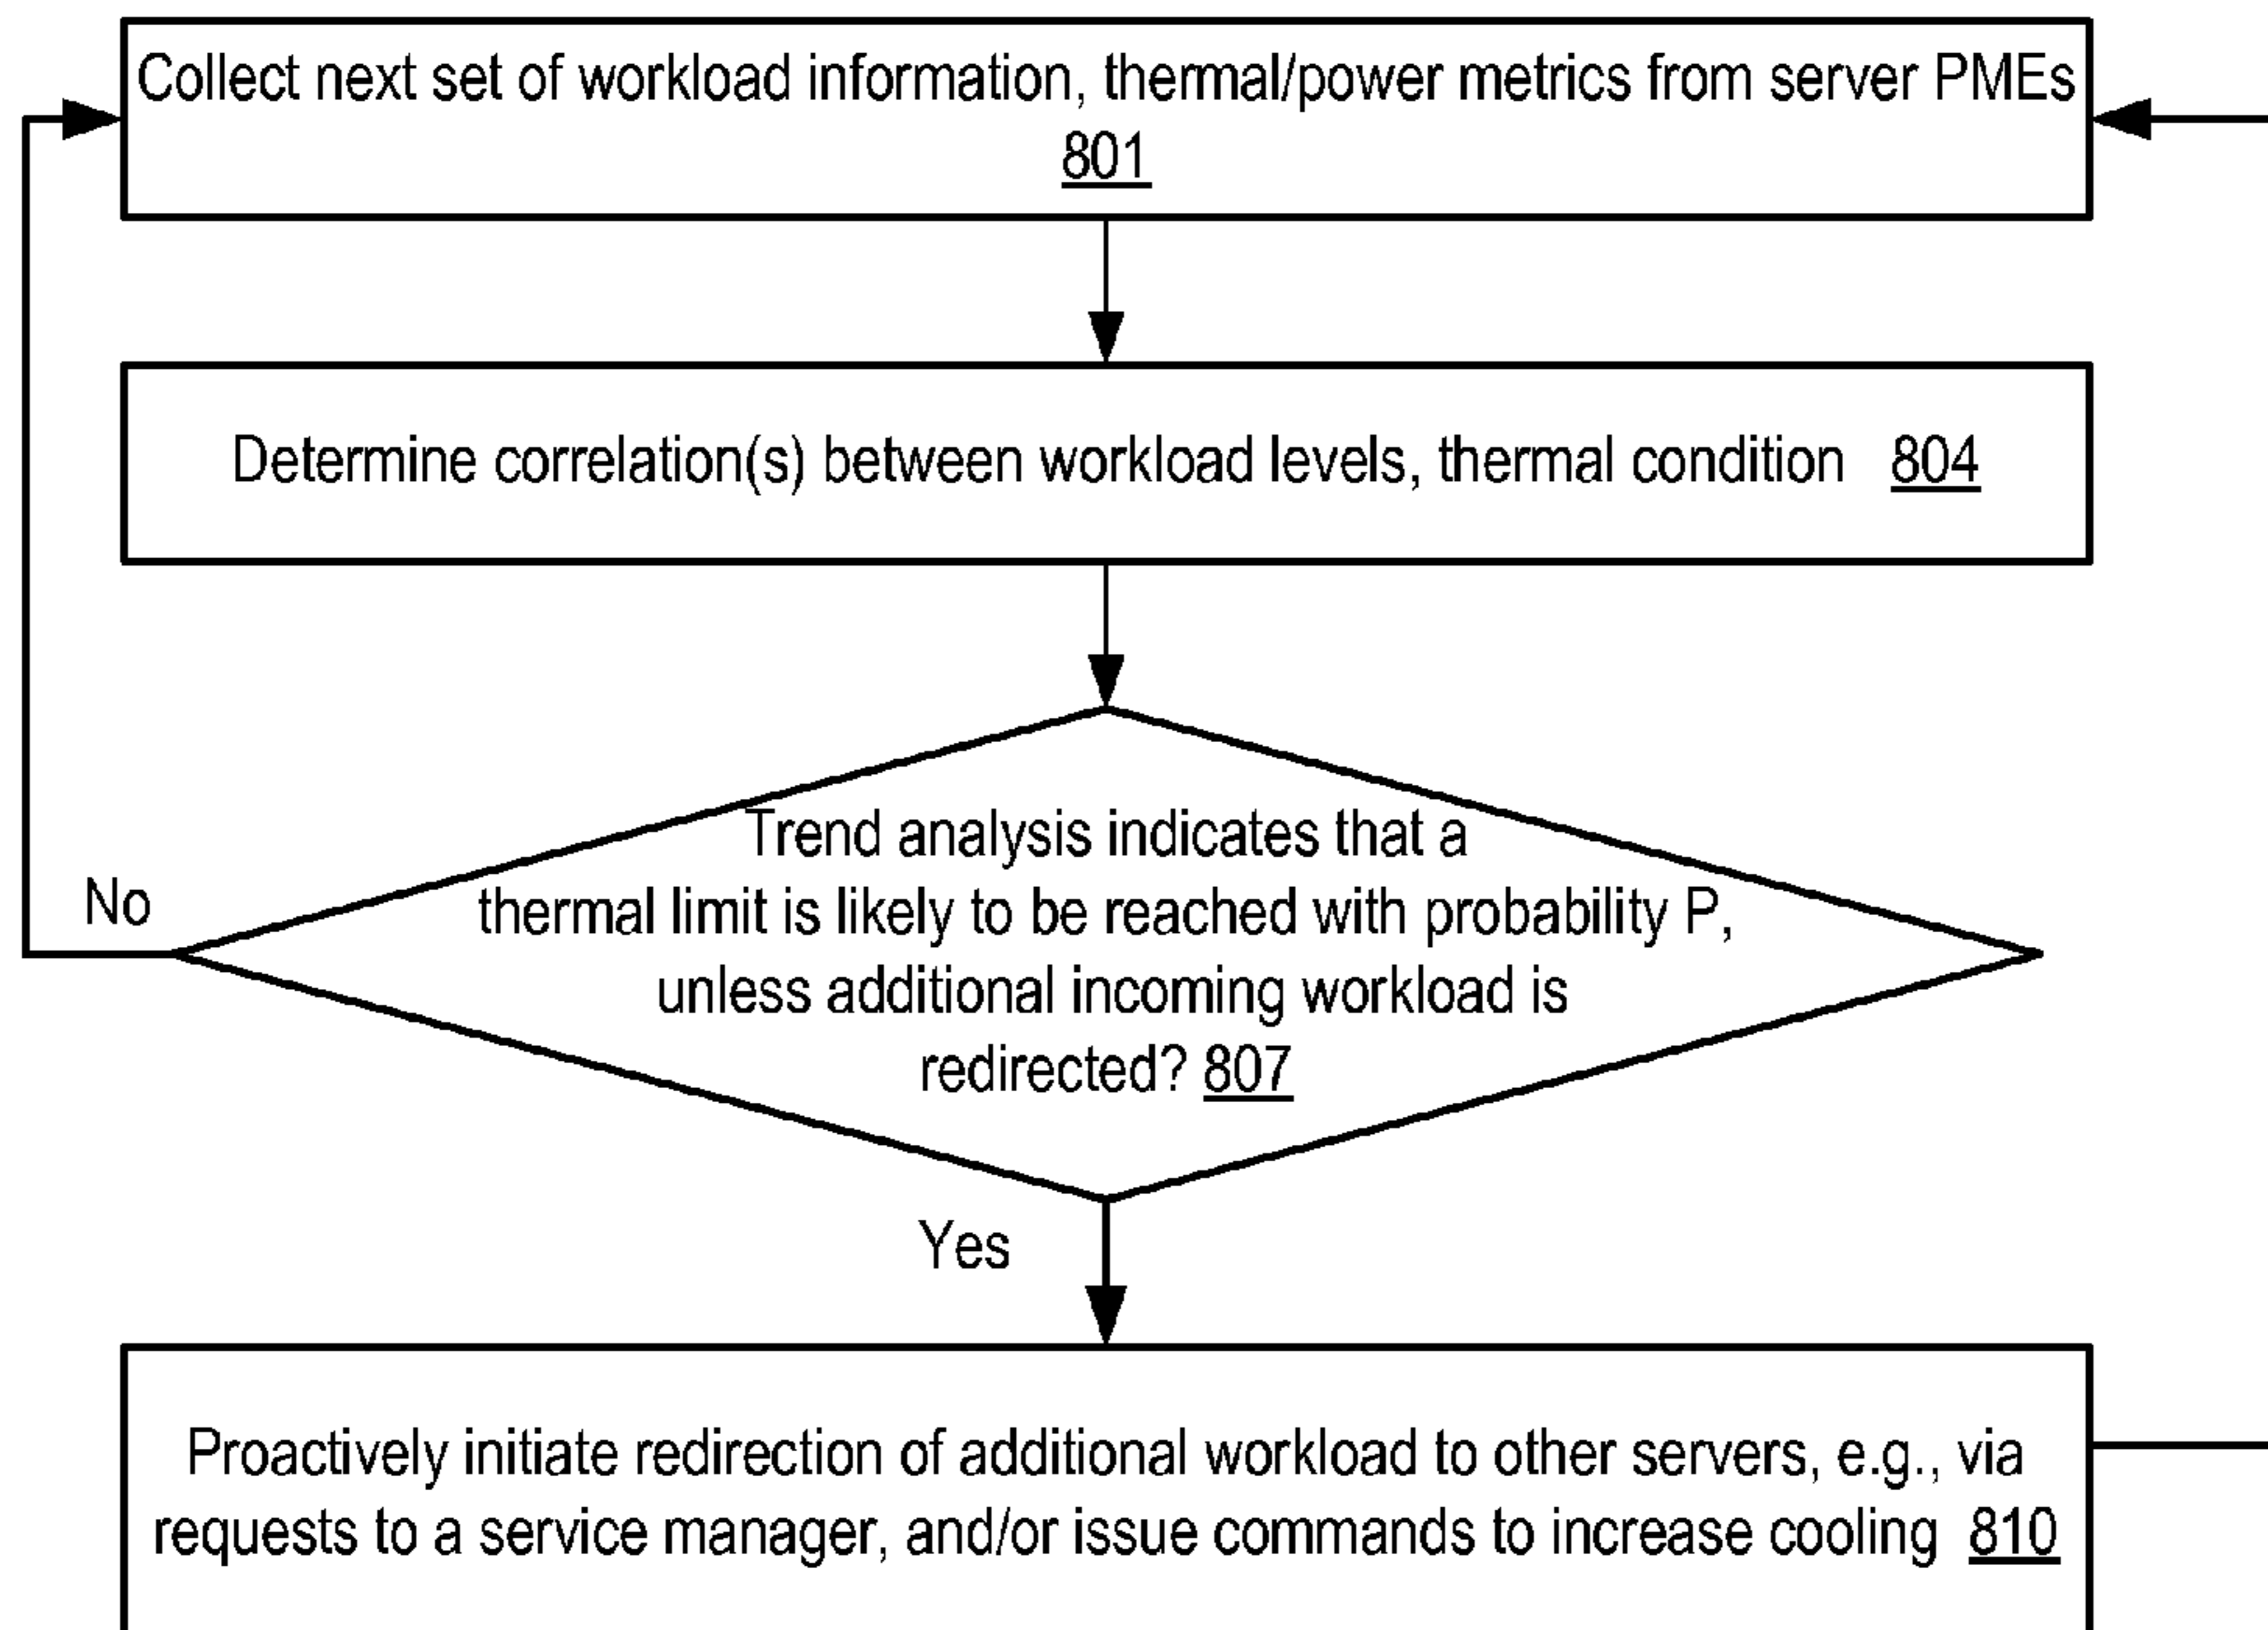 Collect next set of workload information, thermal/power metrics from server PMEs
801
Determine correlation(s) between workload levels, thermal condition 804
Trend analysis indicates that a
thermal limit is likely to be reached with probability P,
unless additional incoming workload is
redirected? 807
No
Yes
Proactively initiate redirection of additional workload to other servers, e.g., via
requests to a service manager, and/or issue commands to increase cooling 810